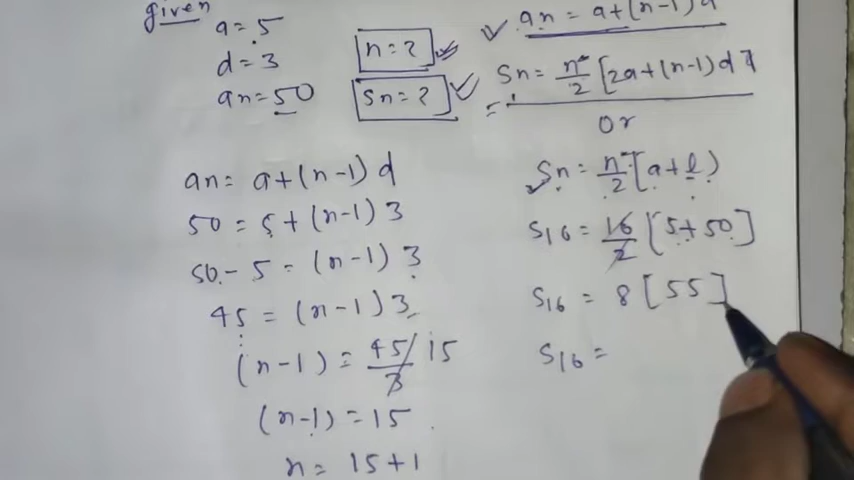 given
a = 5
d = 3
an = 50
n = ?
Sn = ?
an = a+(n-1) d
Sn = n/2 [2a+(n-1) d]
Or
an = a+(n-1) d
50 = 5+(n-1) 3
50 - 5 = (n-1) 3
45 = (n-1) 3
(n-1) = 45/3 15
(n-1) = 15
n = 15+1
Sn = n/2 [a+l)
S16 = 16/2 [5+50]
S16 = 8 [55]
S16 =